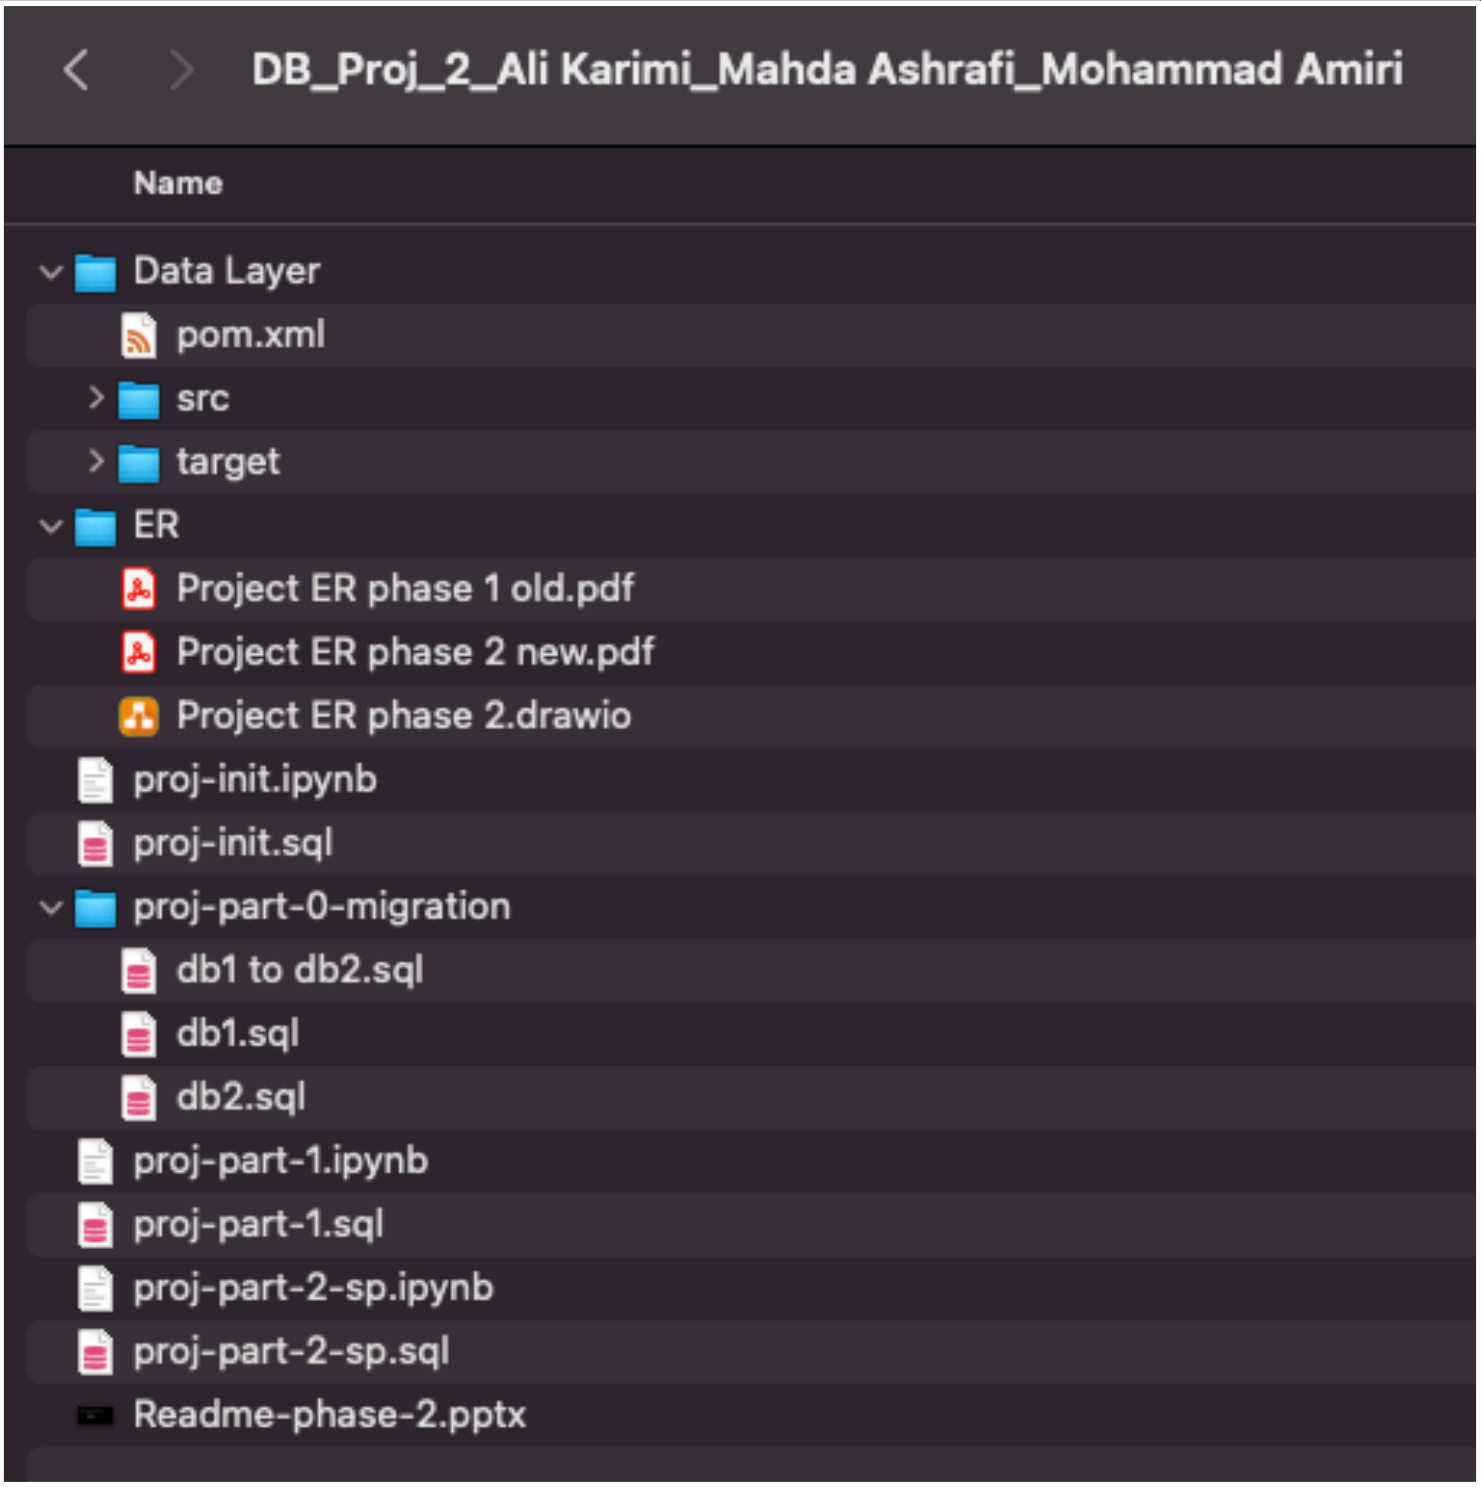 DB_Proj_2_Ali Karimi_Mahda Ashrafi_Mohammad Amiri
Name
Data Layer
pom.xml
src
target
ER
Project ER phase 1 old.pdf
Project ER phase 2 new.pdf
Project ER phase 2.drawio
proj-init.ipynb
proj-init.sql
proj-part-0-migration
db1 to db2.sql
db1.sql
db2.sql
proj-part-1.ipynb
proj-part-1.sql
proj-part-2-sp.ipynb
proj-part-2-sp.sql
Readme-phase-2.pptx